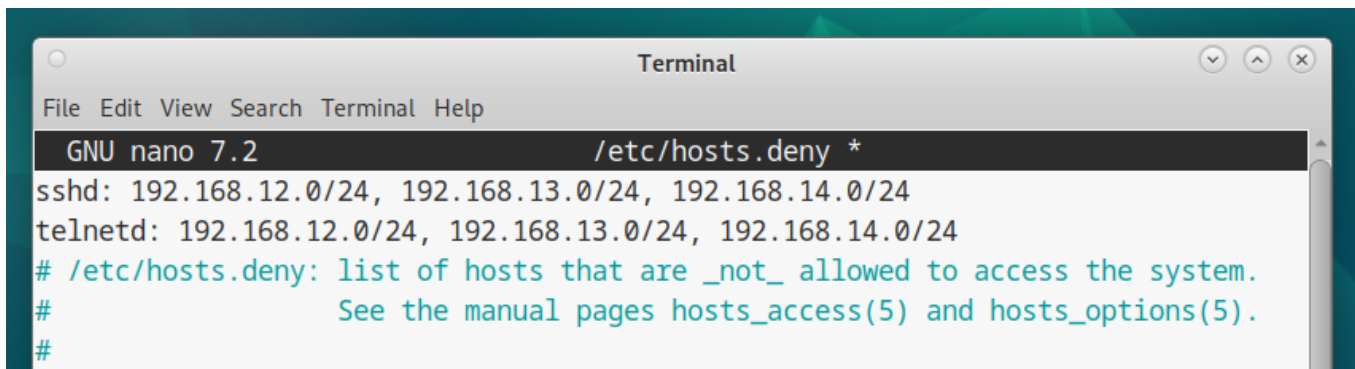 Terminal
File Edit View Search Terminal Help
GNU nano 7.2 /etc/hosts.deny *
sshd: 192.168.12.0/24, 192.168.13.0/24, 192.168.14.0/24
telnetd: 192.168.12.0/24, 192.168.13.0/24, 192.168.14.0/24
# /etc/hosts.deny: list of hosts that are _not_ allowed to access the system.
# See the manual pages hosts_access(5) and hosts_options(5).
#